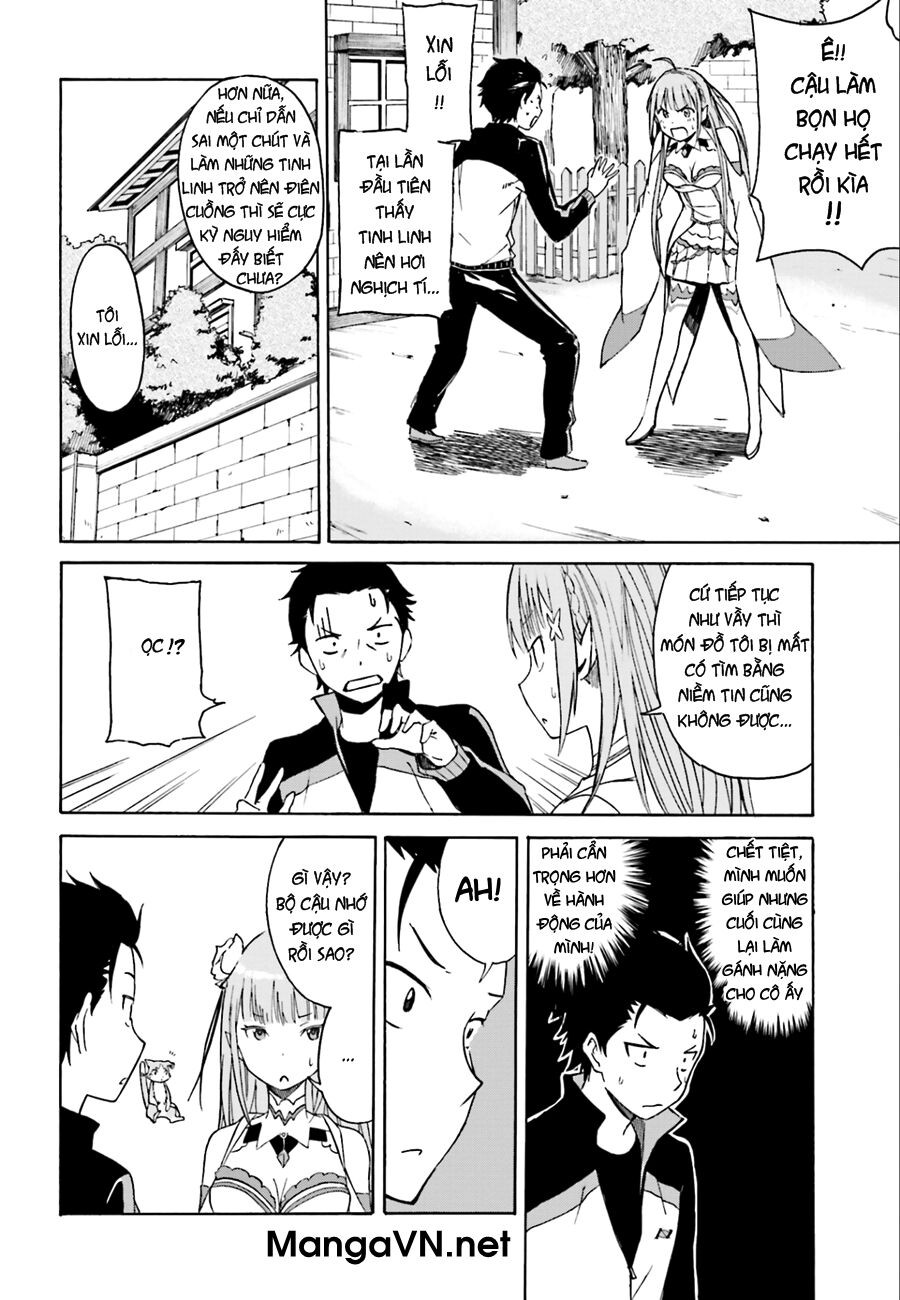 Ê!!
CẬU LÀM
BỌN HỌ
CHẠY HẾT
RỒI KÌA
!!
XIN
LỖI
!!
TẠI LẦN
ĐẦU TIÊN
THẤY
TINH LINH
NÊN HƠI
NGHỊCH TÍ...
HƠN NỮA,
NẾU CHỈ DẪN
SAI MỘT CHÚT VÀ
LÀM NHỮNG TINH
LINH TRỞ NÊN ĐIÊN
CUỒNG THÌ SẼ CỰC
KỲ NGUY HIỂM
ĐẤY BIẾT
CHƯA?
TÔI
XIN LỖI...
CỨ TIẾP TỤC
NHƯ VẦY THÌ
MÓN ĐỒ TÔI BỊ MẤT
CÓ TÌM BẰNG
NIỀM TIN CŨNG
KHÔNG ĐƯỢC...
ỌC!?
CHẾT TIỆT,
MÌNH MUỐN
GIÚP NHƯNG
CUỐI CÙNG
LẠI LÀM
GÁNH NẶNG
CHO CÔ ẤY
PHẢI CẨN
TRỌNG HƠN
VỀ HÀNH
ĐỘNG CỦA
MÌNH!
AH!
GÌ VẬY?
BỘ CẬU NHỚ
ĐƯỢC GÌ
RỒI SAO?
...
MangaVN.net